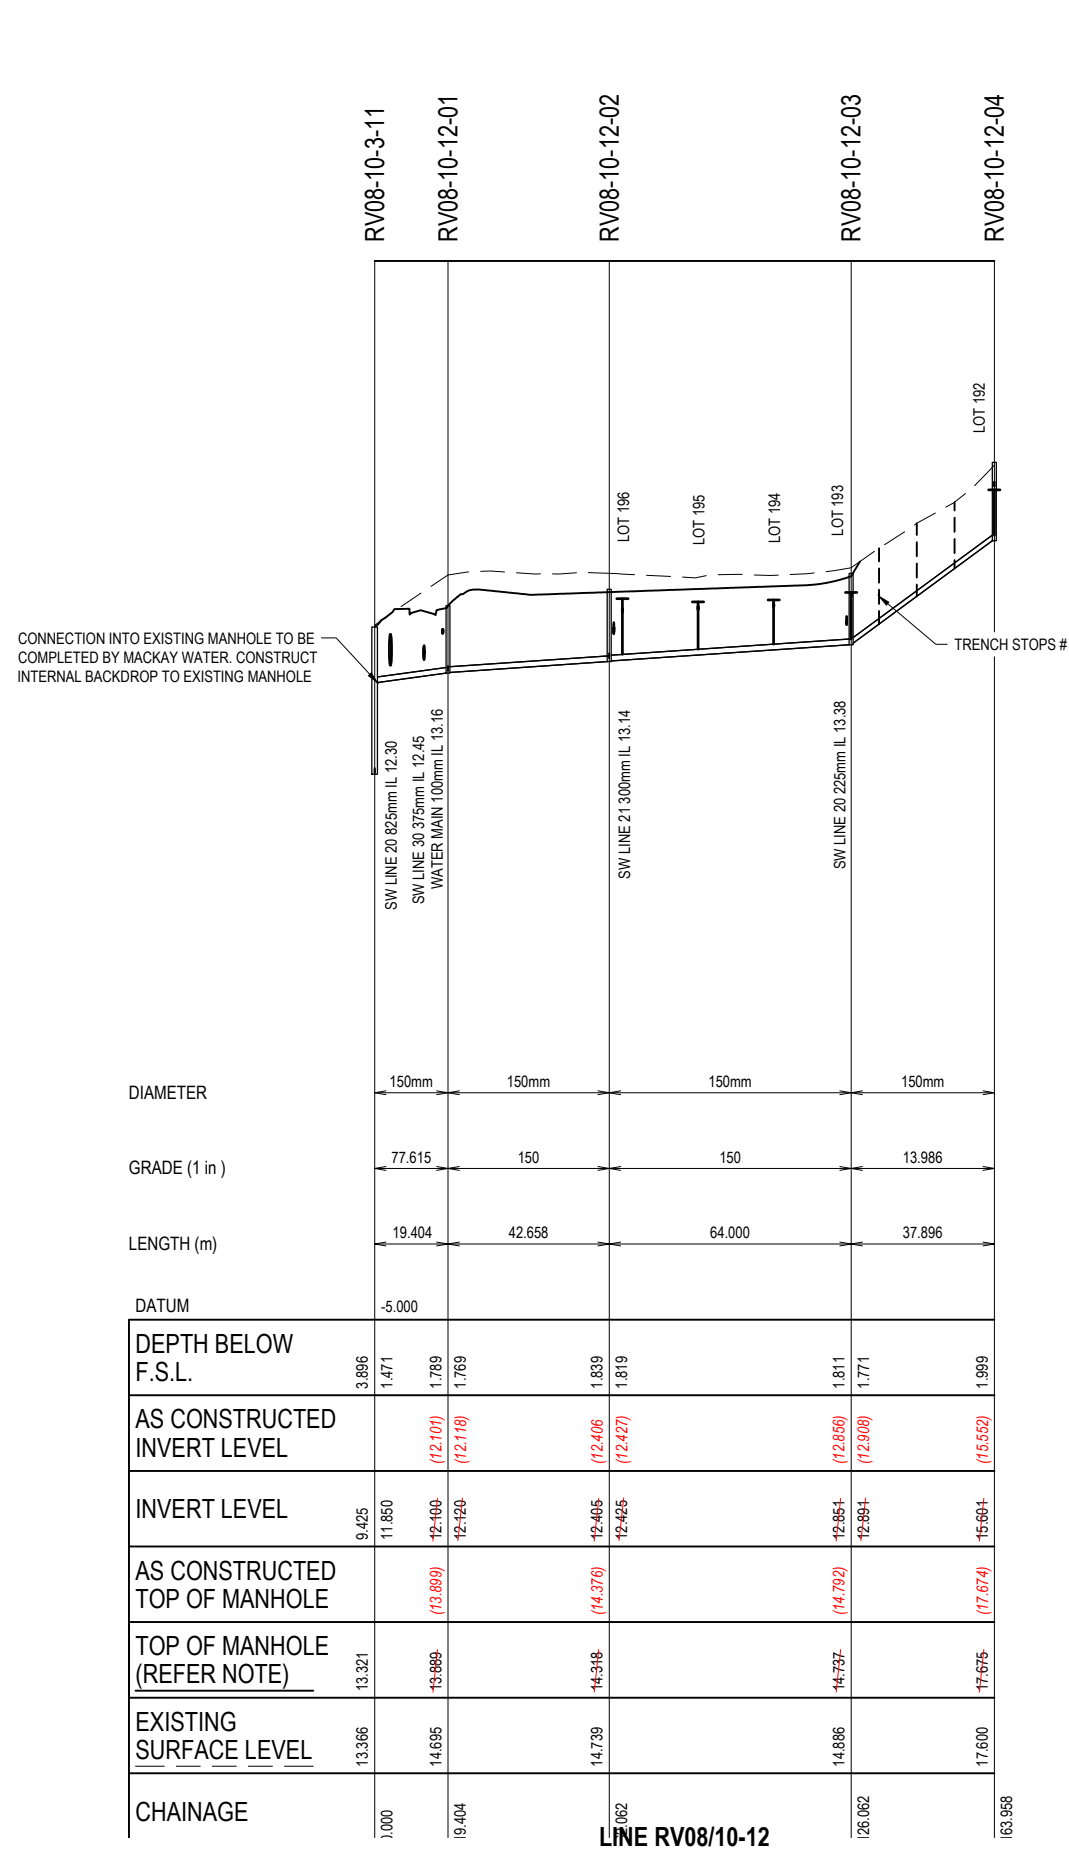 RV08-10-3-11
RV08-10-12-01
RV08-10-12-02
RV08-10-12-03
RV08-10-12-04
LOT 196
LOT 195
LOT 194
LOT 193
LOT 192
CONNECTION INTO EXISTING MANHOLE TO BE
COMPLETED BY MACKAY WATER. CONSTRUCT
INTERNAL BACKDROP TO EXISTING MANHOLE
TRENCH STOPS #
SW LINE 20 825mm IL 12.30
SW LINE 30 375mm IL 12.45
WATER MAIN 100mm IL 13.16
SW LINE 21 300mm IL 13.14
SW LINE 20 225mm IL 13.38
DIAMETER 150mm 150mm 150mm 150mm
GRADE (1 in ) 77.615 150 150 13.986
LENGTH (m) 19.404 42.658 64.000 37.896
DATUM -5.000
DEPTH BELOW
F.S.L.
3.896 1.471 1.789 1.769 1.839 1.819 1.811 1.771 1.999
AS CONSTRUCTED
INVERT LEVEL
(12.101) (12.118) (12.406 (12.427) (12.856) (12.908) (15.552)
INVERT LEVEL
9.425 11.850 12.100 12.120 12.405 12.425 12.851 12.891 15.601
AS CONSTRUCTED
TOP OF MANHOLE
(13.899) (14.376) (14.792) (17.674)
TOP OF MANHOLE
(REFER NOTE)
13.321 13.889 14.318 14.737 17.675
EXISTING
SURFACE LEVEL
13.366 14.695 14.739 14.886 17.600
CHAINAGE
.000 19.404 .062 126.062 163.958
LINE RV08/10-12